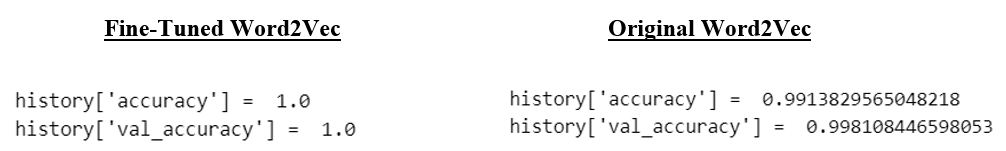 Fine-Tuned Word2Vec
history['accuracy'] = 1.0
history['val_accuracy'] = 1.0
Original Word2Vec
history['accuracy'] = 0.9913829565048218
history['val_accuracy'] = 0.998108446598053